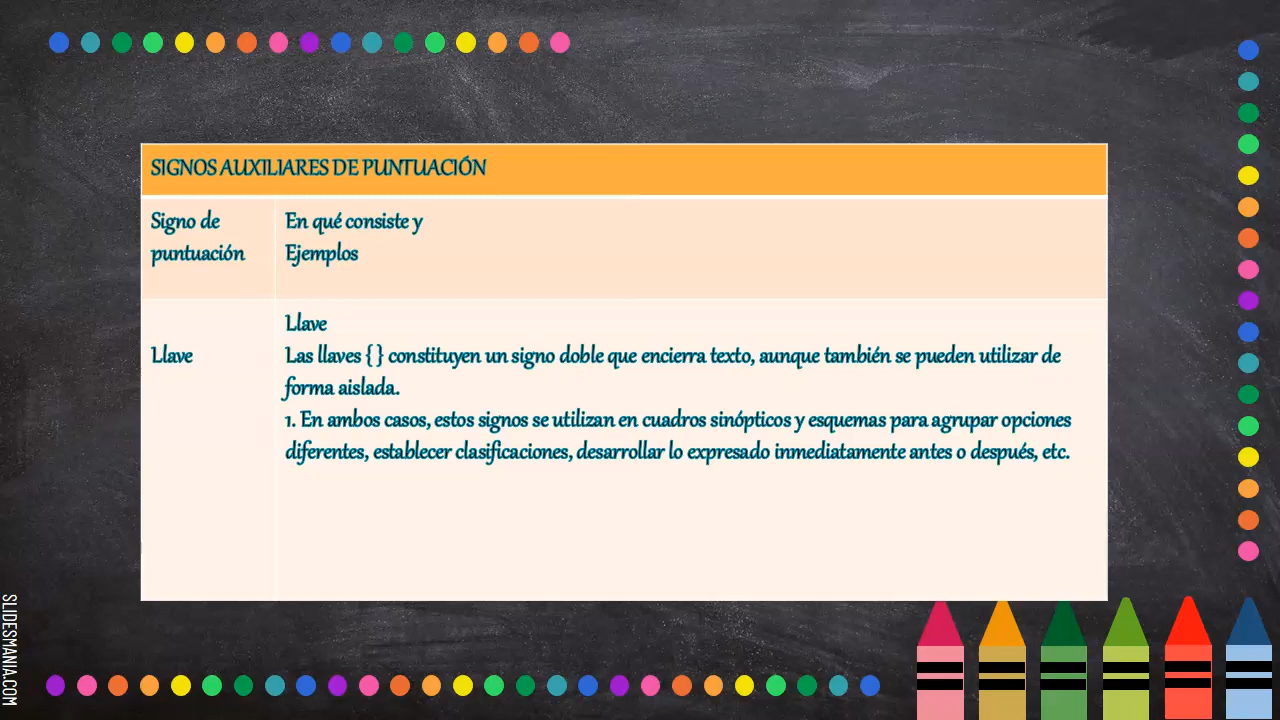 SIGNOS AUXILIARES DE PUNTUACIÓN
Signo de
puntuación
En qué consiste y
Ejemplos
Llave
Llave
Las llaves { } constituyen un signo doble que encierra texto, aunque también se pueden utilizar de
forma aislada.
1. En ambos casos, estos signos se utilizan en cuadros sinópticos y esquemas para agrupar opciones
diferentes, establecer clasificaciones, desarrollar lo expresado inmediatamente antes o después, etc.
SLIDESMANIA.COM